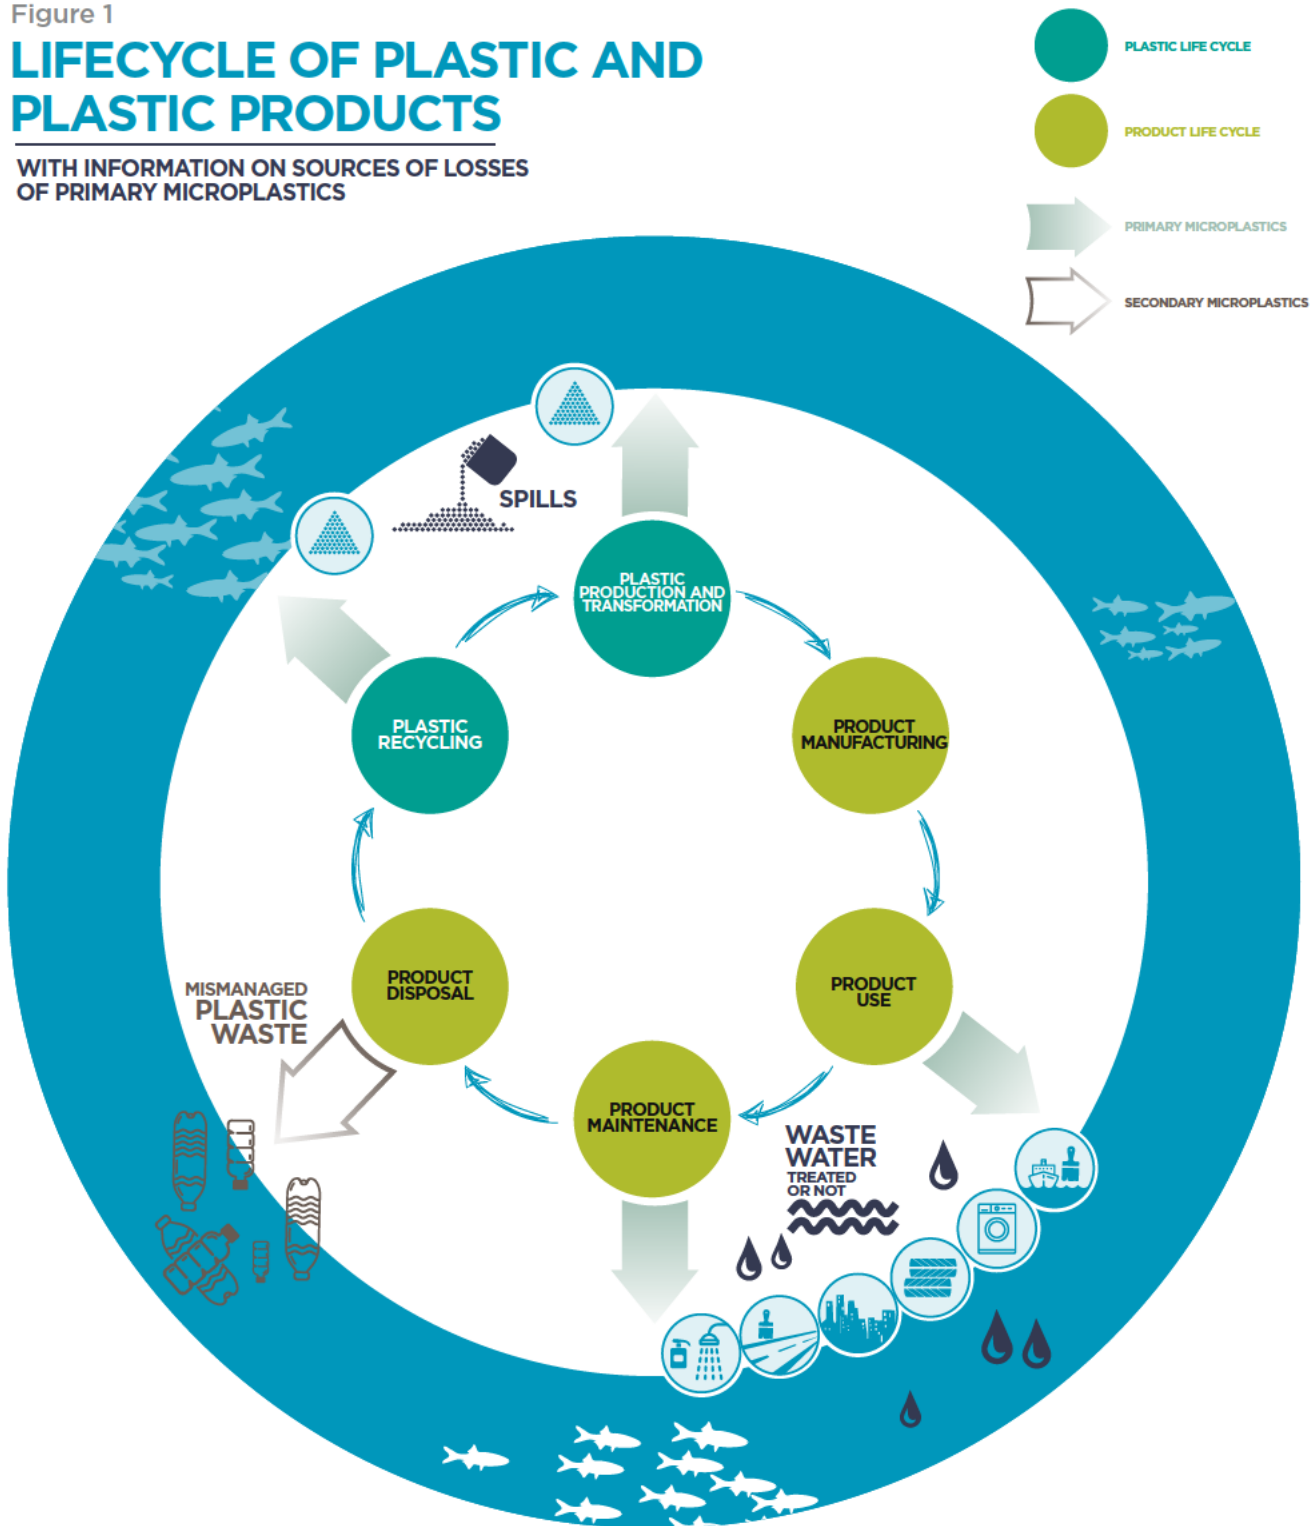 Figure 1
LIFECYCLE OF PLASTIC AND
PLASTIC PRODUCTS
WITH INFORMATION ON SOURCES OF LOSSES
OF PRIMARY MICROPLASTICS
PLASTIC LIFE CYCLE
PRODUCT LIFE CYCLE
PRIMARY MICROPLASTICS
SECONDARY MICROPLASTICS
SPILLS
PLASTIC
PRODUCTION AND
TRANSFORMATION
PLASTIC
RECYCLING
PRODUCT
MANUFACTURING
PRODUCT
DISPOSAL
PRODUCT
USE
MISMANAGED
PLASTIC
WASTE
PRODUCT
MAINTENANCE
WASTE
WATER
TREATED
OR NOT